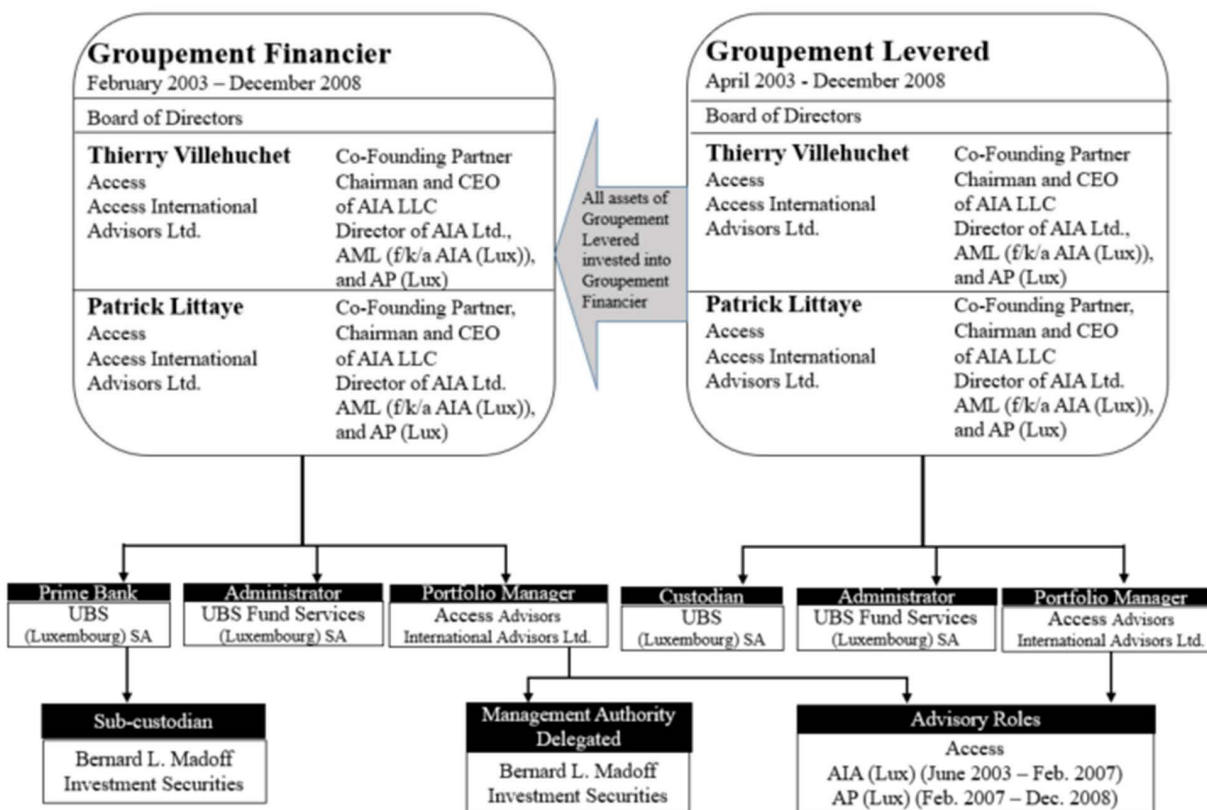 Groupement Financier
February 2003 – December 2008
Board of Directors
Thierry Villehuchet
Access
Access International
Advisors Ltd.
Co-Founding Partner
Chairman and CEO
of AIA LLC
Director of AIA Ltd.,
AML (f/k/a AIA (Lux)),
and AP (Lux)
Patrick Littaye
Access
Access International
Advisors Ltd.
Co-Founding Partner,
Chairman and CEO
of AIA LLC
Director of AIA Ltd.
AML (f/k/a AIA (Lux)),
and AP (Lux)
All assets of
Groupement
Levered
invested into
Groupement
Financier
Groupement Levered
April 2003 - December 2008
Board of Directors
Thierry Villehuchet
Access
Access International
Advisors Ltd.
Co-Founding Partner
Chairman and CEO
of AIA LLC
Director of AIA Ltd.,
AML (f/k/a AIA (Lux)),
and AP (Lux)
Patrick Littaye
Access
Access International
Advisors Ltd.
Co-Founding Partner,
Chairman and CEO
of AIA LLC
Director of AIA Ltd.
AML (f/k/a AIA (Lux)),
and AP (Lux)
Prime Bank
UBS
(Luxembourg) SA
Administrator
UBS Fund Services
(Luxembourg) SA
Portfolio Manager
Access Advisors
International Advisors Ltd.
Custodian
UBS
(Luxembourg) SA
Administrator
UBS Fund Services
(Luxembourg) SA
Portfolio Manager
Access Advisors
International Advisors Ltd.
Sub-custodian
Bernard L. Madoff
Investment Securities
Management Authority
Delegated
Bernard L. Madoff
Investment Securities
Advisory Roles
Access
AIA (Lux) (June 2003 – Feb. 2007)
AP (Lux) (Feb. 2007 – Dec. 2008)